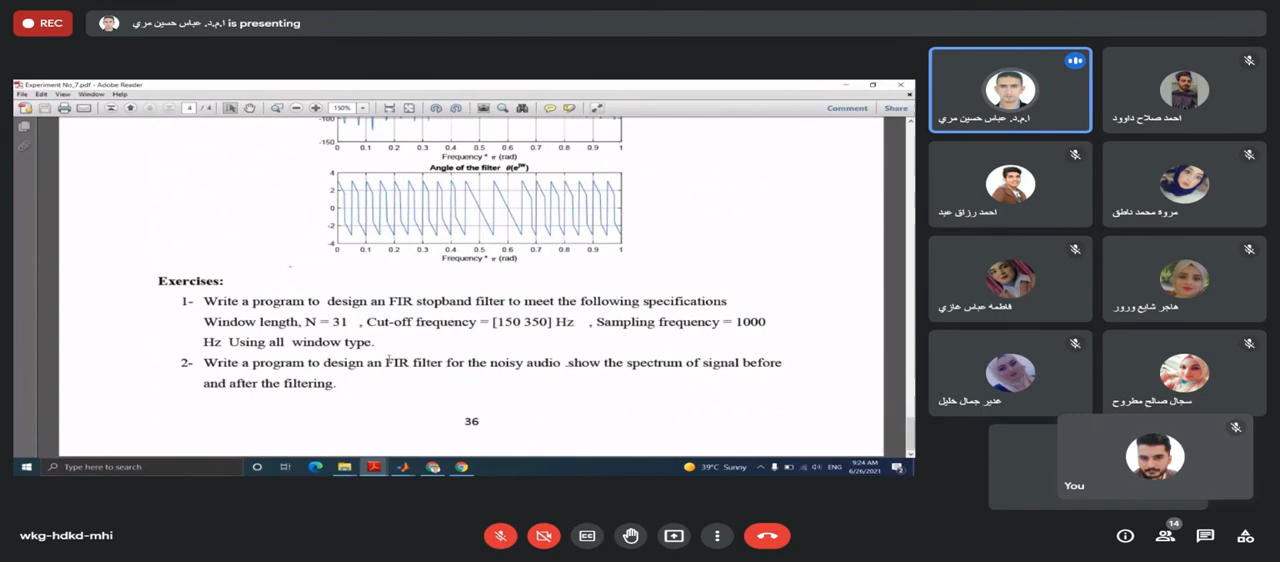 REC
ا.م.د. عباس حسين مري is presenting
Experiment No_7.pdf - Adobe Reader
File Edit View Window Help
4 / 4
150%
Comment Share
-100
-150
0 0.1 0.2 0.3 0.4 0.5 0.6 0.7 0.8 0.9 1
Frequency * π (rad)
Angle of the filter θ(e^jw)
4
2
0
-2
-4
0 0.1 0.2 0.3 0.4 0.5 0.6 0.7 0.8 0.9 1
Frequency * π (rad)
Exercises:
1- Write a program to design an FIR stopband filter to meet the following specifications
Window length, N = 31 , Cut-off frequency = [150 350] Hz , Sampling frequency = 1000
Hz Using all window type.
2- Write a program to design an FIR filter for the noisy audio .show the spectrum of signal before
and after the filtering.
36
Type here to search
39°C Sunny
ENG
9:24 AM
6/26/2021
ا.م.د. عباس حسين مري
احمد صلاح داوود
احمد رزاق عبد
مروه محمد ناطق
فاطمه عباس غازي
هاجر شايع ورور
غدير جمال خليل
سجال صالح مطروح
You
wkg-hdkd-mhi
14